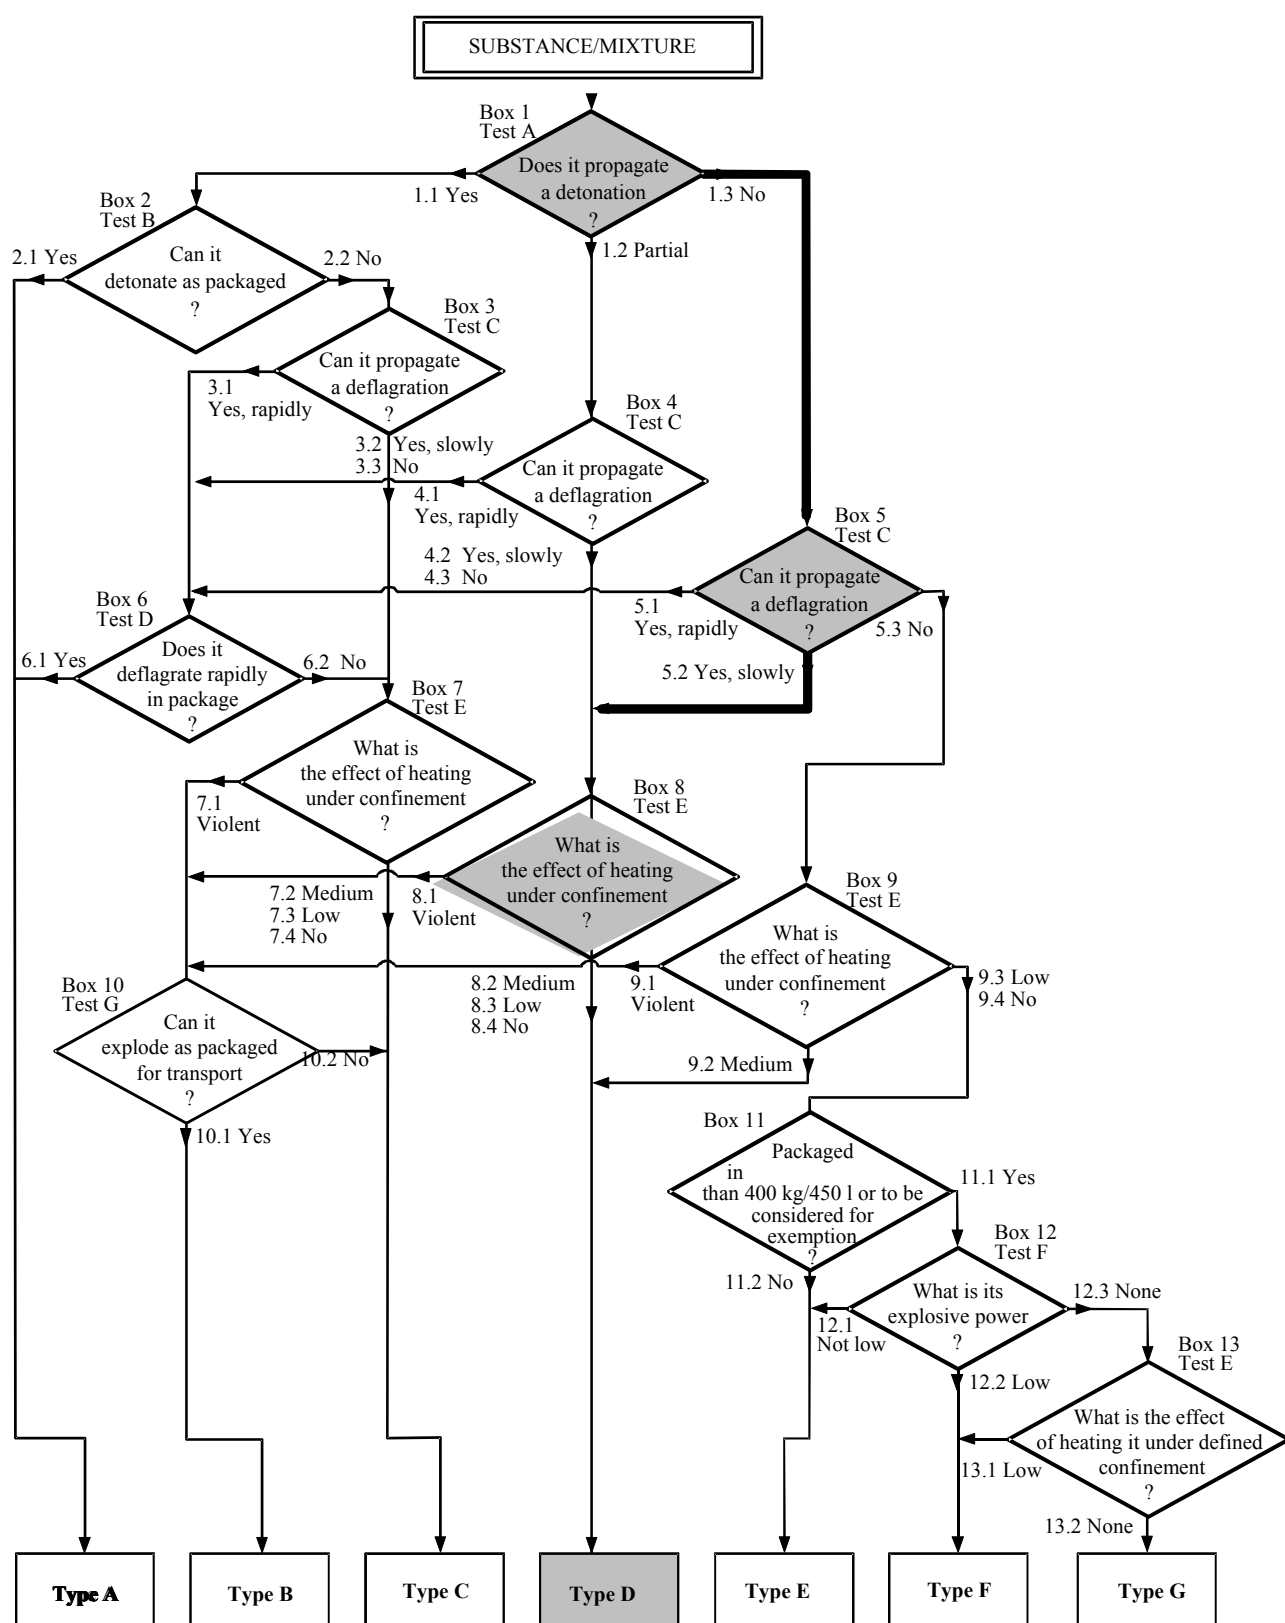 SUBSTANCE/MIXTURE
Box 1
Test A
Does it propagate
a detonation
?
1.1 Yes
1.3 No
1.2 Partial
Box 2
Test B
Can it
detonate as packaged
?
2.1 Yes
2.2 No
Box 3
Test C
Can it propagate
a deflagration
?
3.1
Yes, rapidly
3.2 Yes, slowly
3.3 No
Box 4
Test C
Can it propagate
a deflagration
?
4.1
Yes, rapidly
4.2 Yes, slowly
4.3 No
Box 5
Test C
Can it propagate
a deflagration
?
5.1
Yes, rapidly
5.3 No
5.2 Yes, slowly
Box 6
Test D
Does it
deflagrate rapidly
in package
?
6.1 Yes
6.2 No
Box 7
Test E
What is
the effect of heating
under confinement
?
7.1
Violent
7.2 Medium
7.3 Low
7.4 No
Box 8
Test E
What is
the effect of heating
under confinement
?
8.1
Violent
8.2 Medium
8.3 Low
8.4 No
Box 9
Test E
What is
the effect of heating
under confinement
?
9.1
Violent
9.3 Low
9.4 No
9.2 Medium
Box 10
Test G
Can it
explode as packaged
for transport
?
10.2 No
10.1 Yes
Box 11
Packaged
in
than 400 kg/450 l or to be
considered for
exemption
?
11.1 Yes
11.2 No
Box 12
Test F
What is its
explosive power
?
12.1
Not low
12.3 None
12.2 Low
Box 13
Test E
What is the effect
of heating it under defined
confinement
?
13.1 Low
13.2 None
Type A
Type B
Type C
Type D
Type E
Type F
Type G